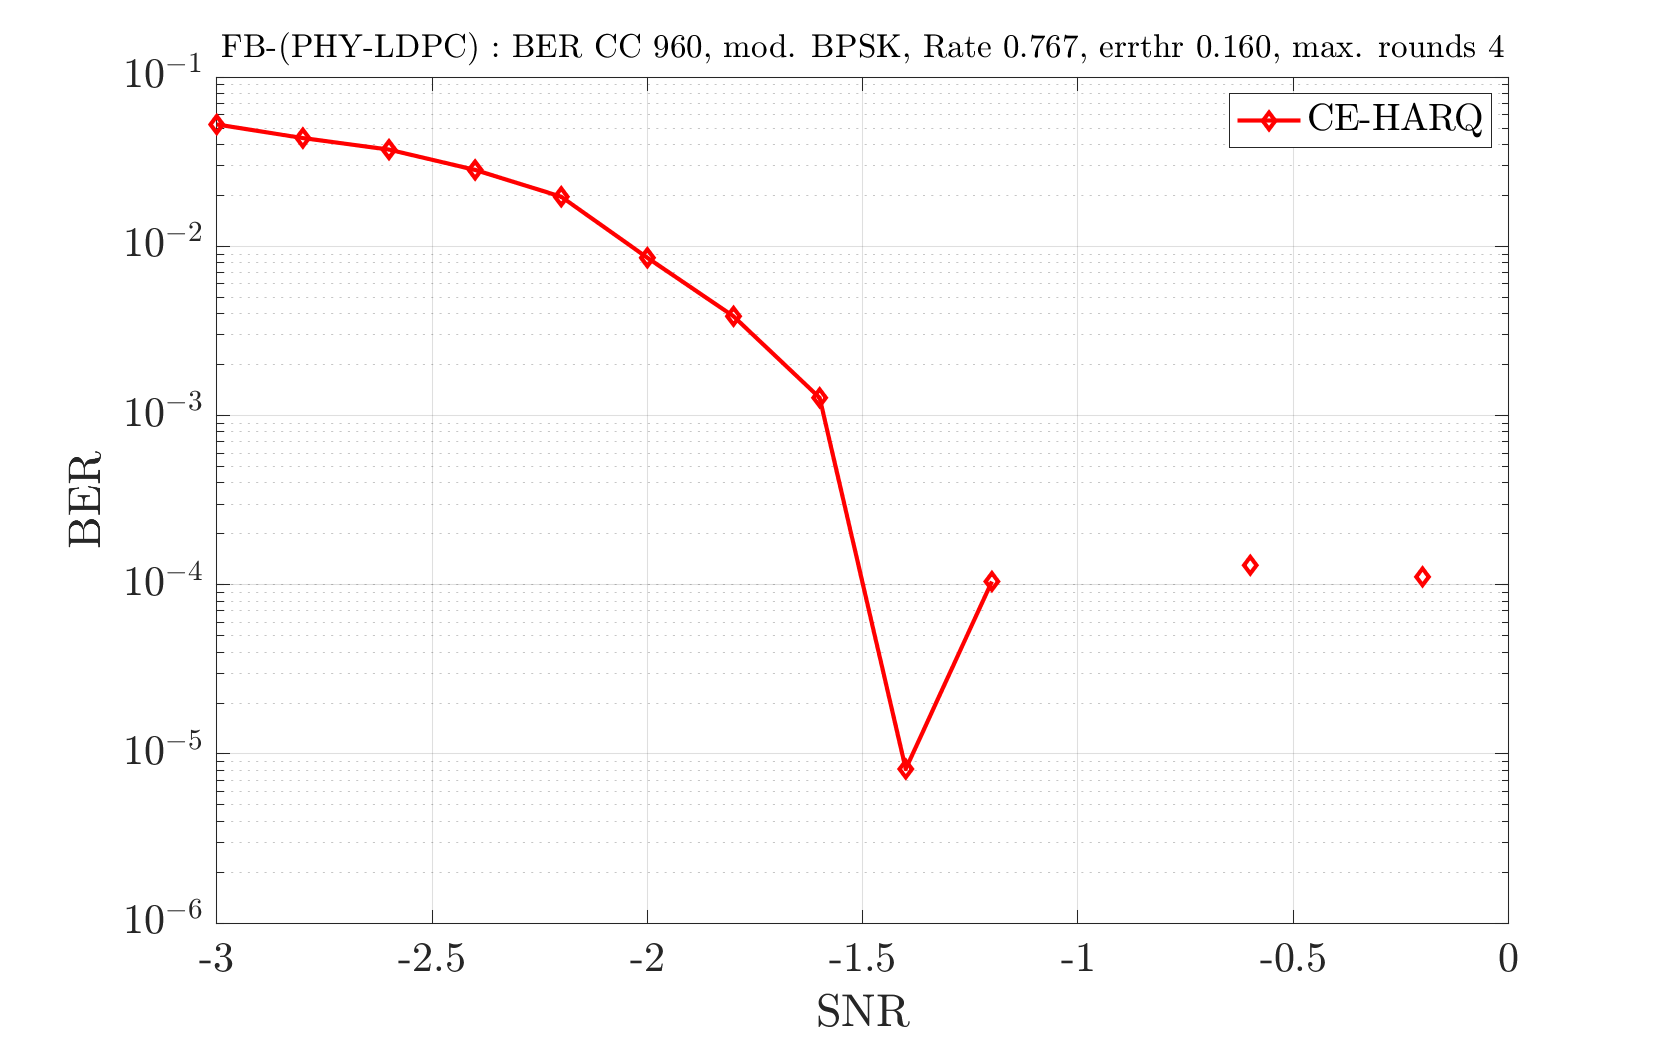 FB-(PHY-LDPC) : BER CC 960, mod. BPSK, Rate 0.767, errthr 0.160, max. rounds 4
CE-HARQ
10⁻¹
10⁻²
10⁻³
10⁻⁴
10⁻⁵
10⁻⁶
BER
-3 -2.5 -2 -1.5 -1 -0.5 0
SNR